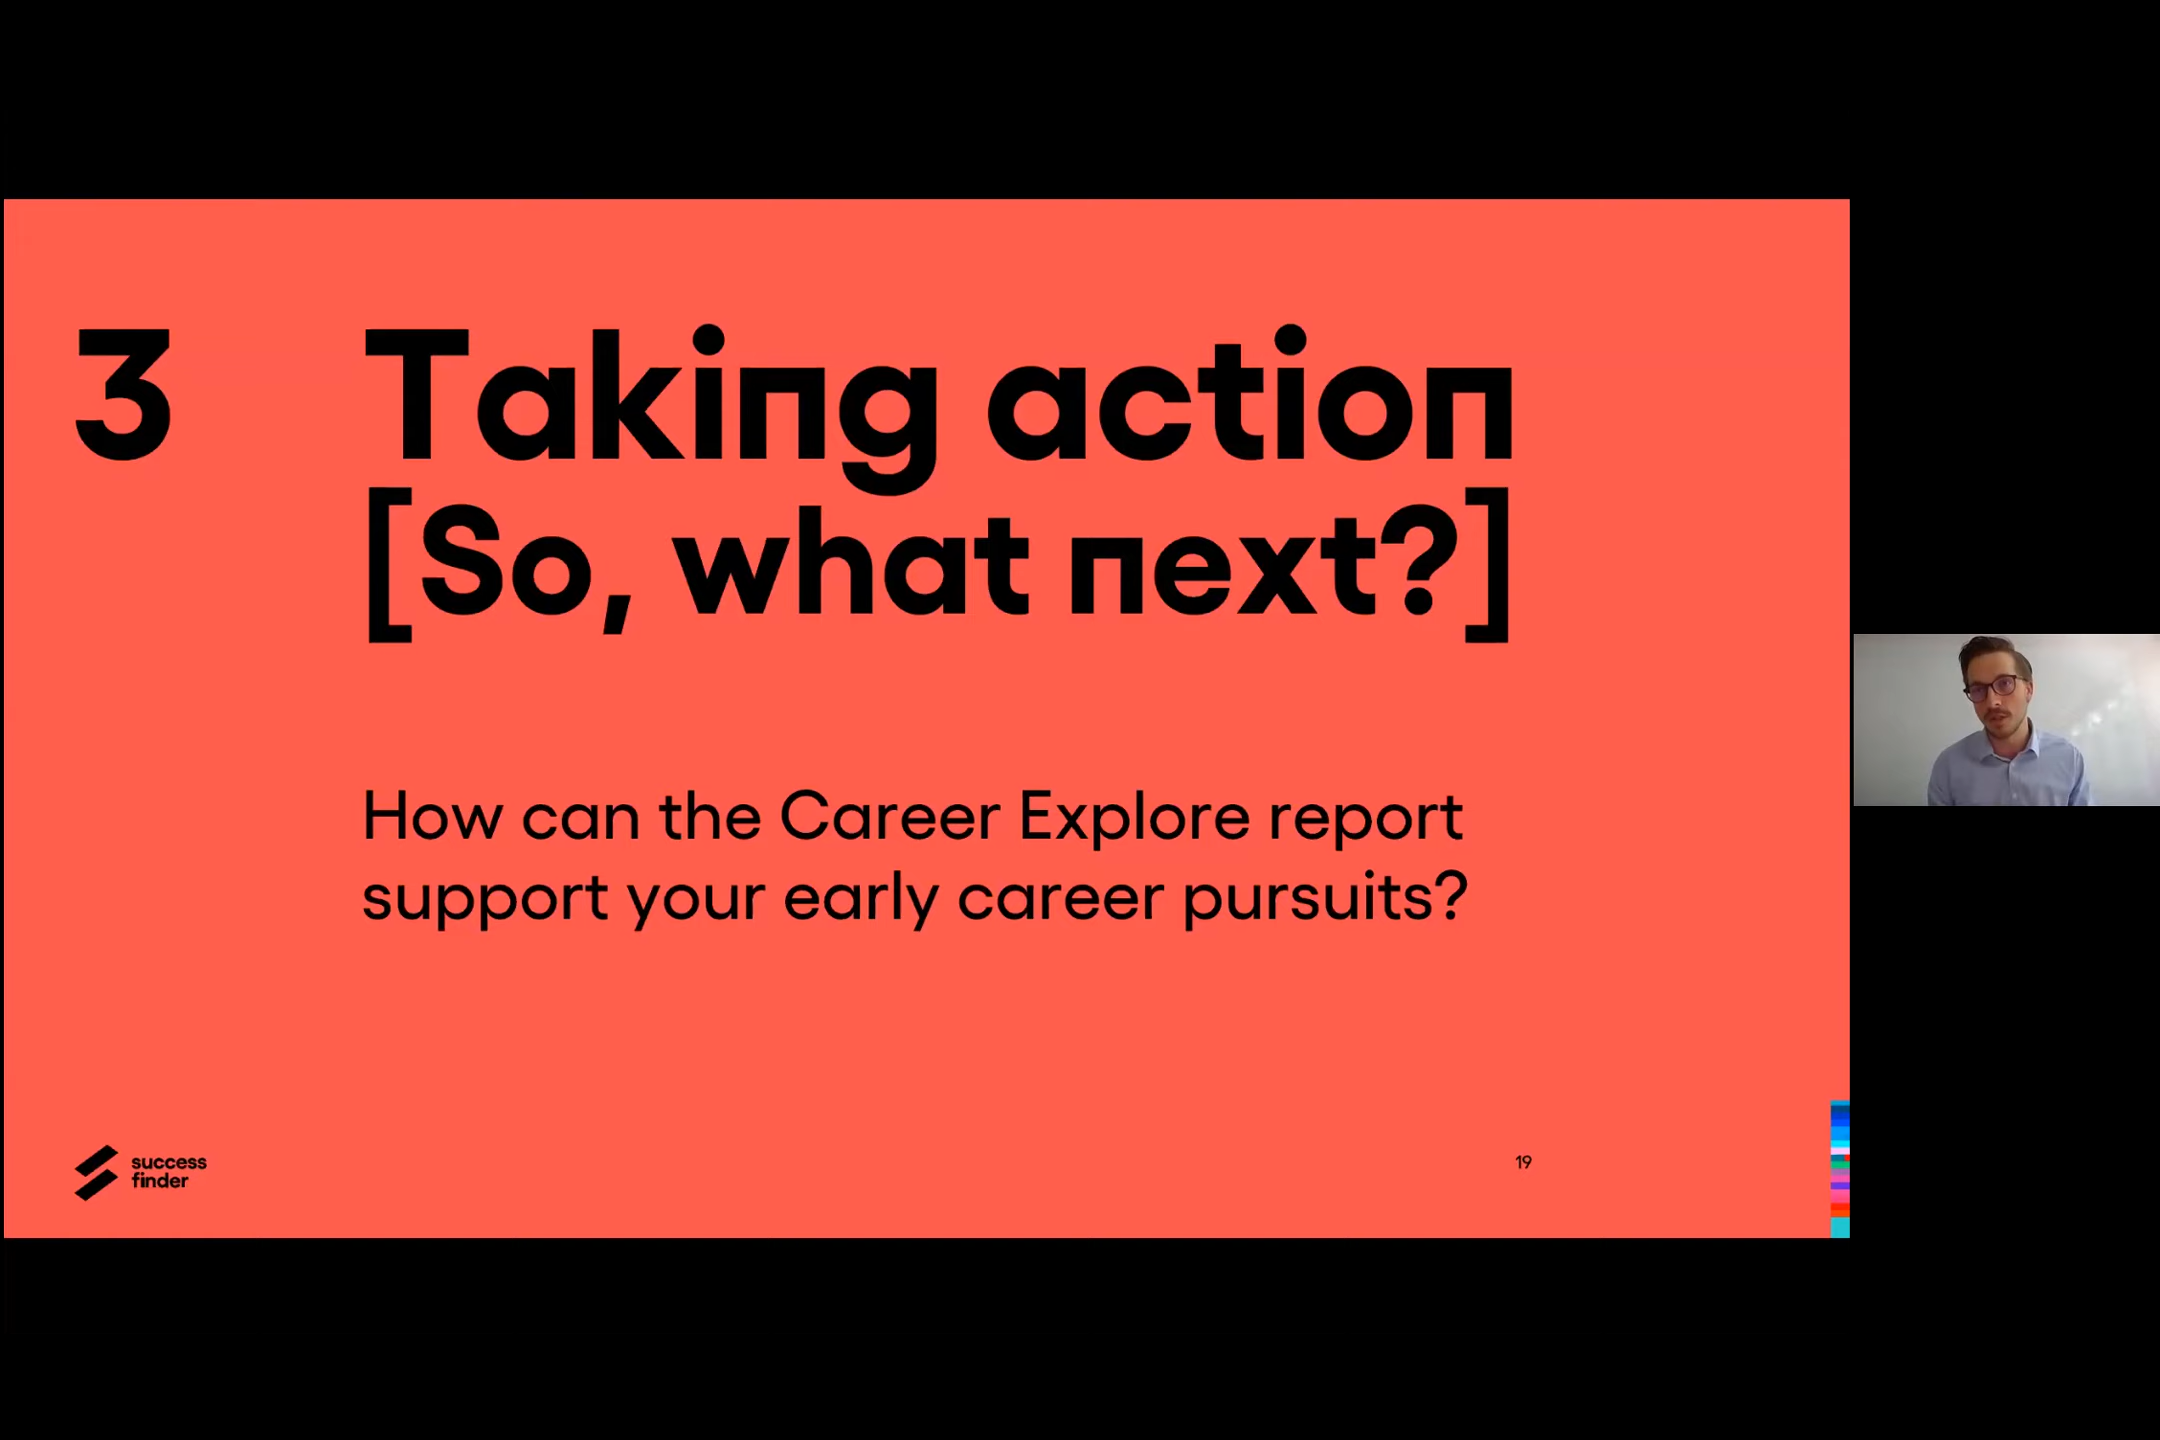 3
Taking action
[So, what next?]
How can the Career Explore report
support your early career pursuits?
success
finder
19